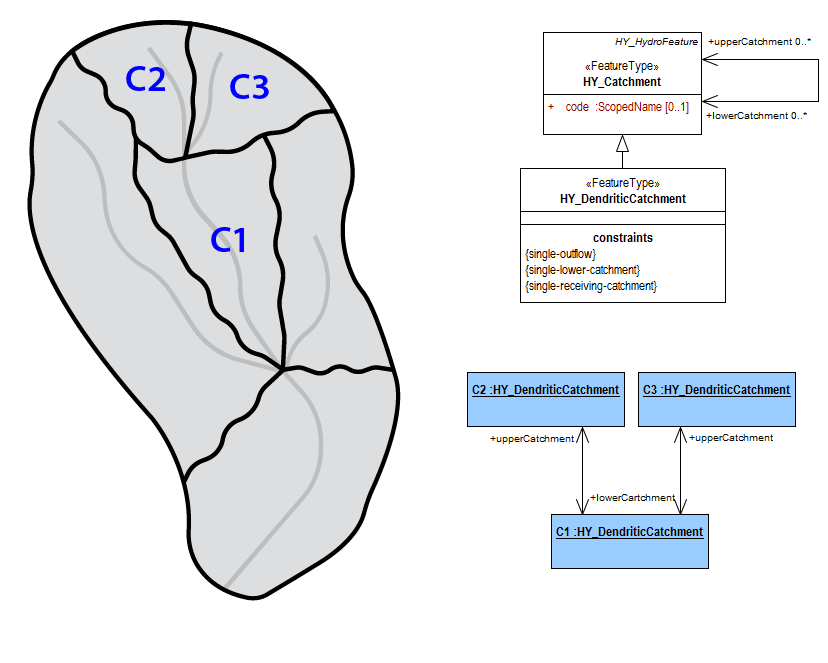 C2
C3
C1
HY_HydroFeature
«FeatureType»
HY_Catchment
+ code :ScopedName [0..1]
+upperCatchment 0..*
+lowerCatchment 0..*
«FeatureType»
HY_DendriticCatchment
constraints
{single-outflow}
{single-lower-catchment}
{single-receiving-catchment}
C2 :HY_DendriticCatchment
C3 :HY_DendriticCatchment
+upperCatchment
+upperCatchment
+lowerCartchment
C1 :HY_DendriticCatchment